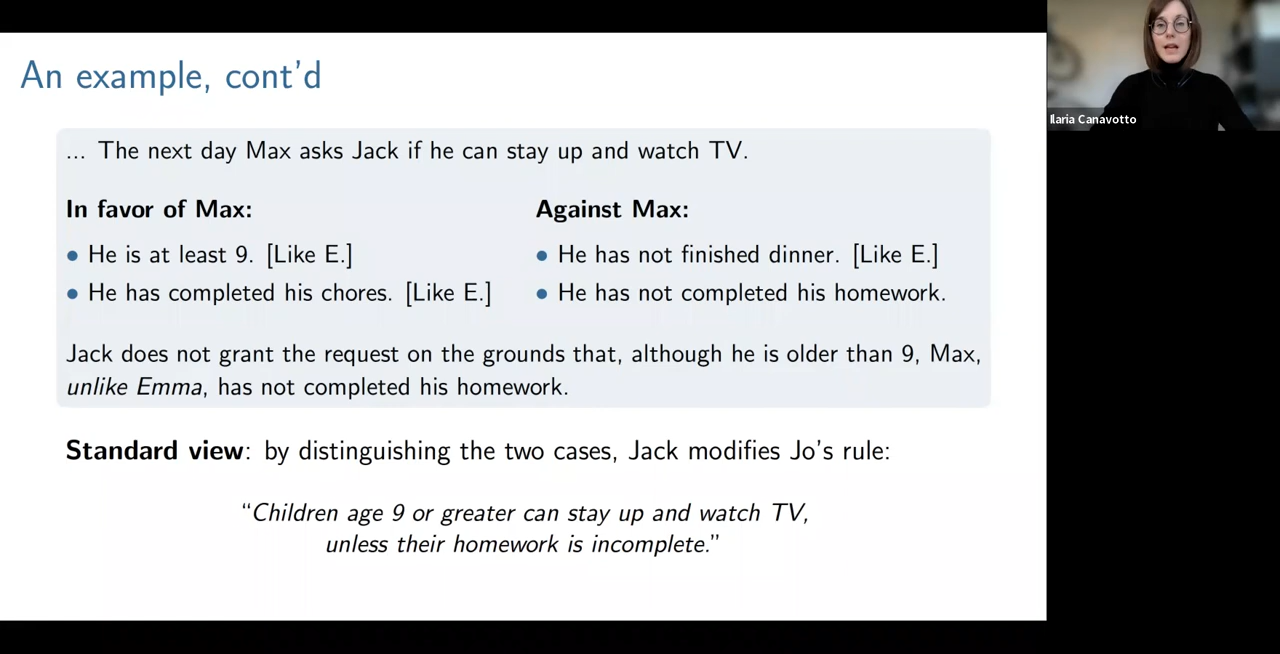 An example, cont'd
... The next day Max asks Jack if he can stay up and watch TV.
In favor of Max:
• He is at least 9. [Like E.]
• He has completed his chores. [Like E.]
Against Max:
• He has not finished dinner. [Like E.]
• He has not completed his homework.
Jack does not grant the request on the grounds that, although he is older than 9, Max,
unlike Emma, has not completed his homework.
Standard view: by distinguishing the two cases, Jack modifies Jo's rule:
“Children age 9 or greater can stay up and watch TV,
unless their homework is incomplete.”
Ilaria Canavotto